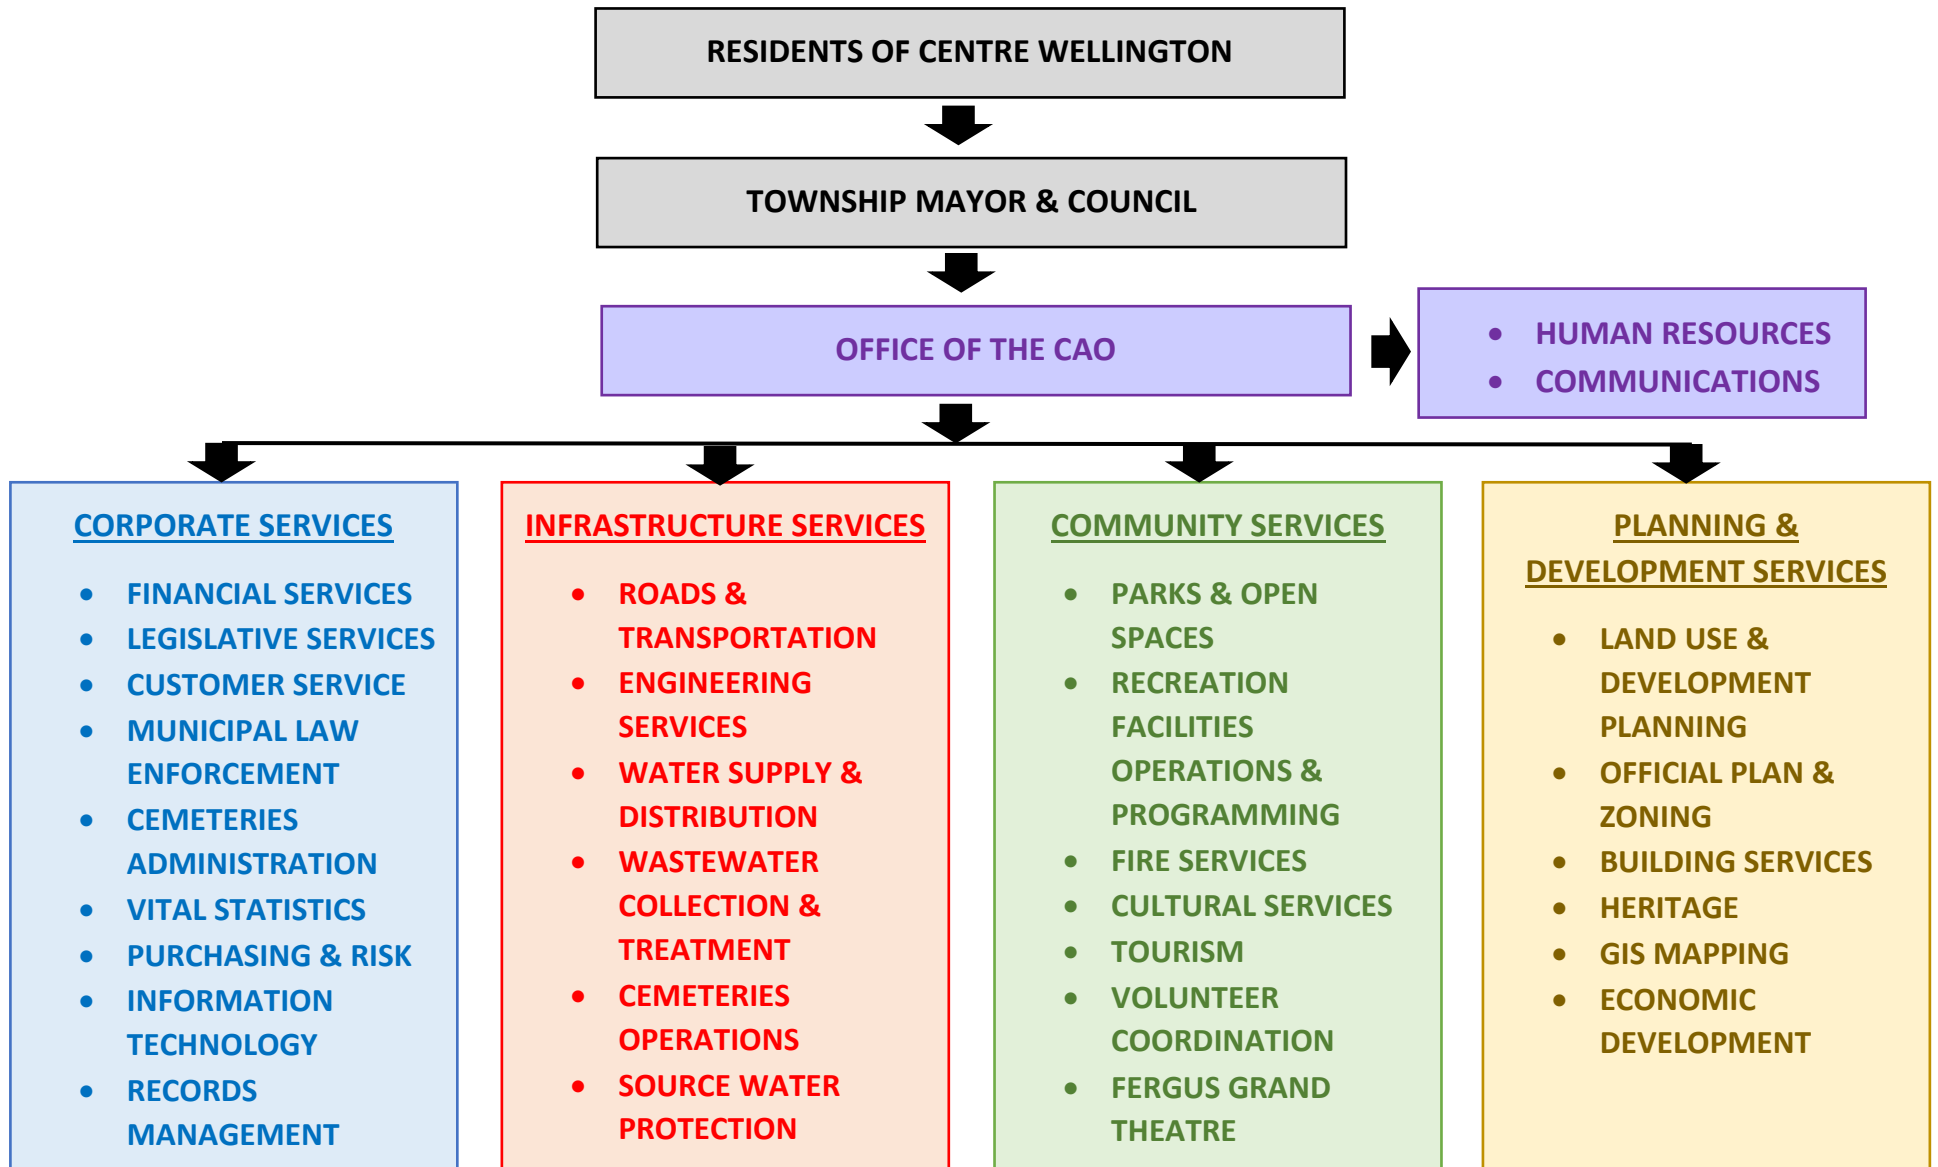 RESIDENTS OF CENTRE WELLINGTON
TOWNSHIP MAYOR & COUNCIL
OFFICE OF THE CAO
• HUMAN RESOURCES
• COMMUNICATIONS
CORPORATE SERVICES
• FINANCIAL SERVICES
• LEGISLATIVE SERVICES
• CUSTOMER SERVICE
• MUNICIPAL LAW
ENFORCEMENT
• CEMETERIES
ADMINISTRATION
• VITAL STATISTICS
• PURCHASING & RISK
• INFORMATION
TECHNOLOGY
• RECORDS
MANAGEMENT
INFRASTRUCTURE SERVICES
• ROADS &
TRANSPORTATION
• ENGINEERING
SERVICES
• WATER SUPPLY &
DISTRIBUTION
• WASTEWATER
COLLECTION &
TREATMENT
• CEMETERIES
OPERATIONS
• SOURCE WATER
PROTECTION
COMMUNITY SERVICES
• PARKS & OPEN
SPACES
• RECREATION
FACILITIES
OPERATIONS &
PROGRAMMING
• FIRE SERVICES
• CULTURAL SERVICES
• TOURISM
• VOLUNTEER
COORDINATION
• FERGUS GRAND
THEATRE
PLANNING &
DEVELOPMENT SERVICES
• LAND USE &
DEVELOPMENT
PLANNING
• OFFICIAL PLAN &
ZONING
• BUILDING SERVICES
• HERITAGE
• GIS MAPPING
• ECONOMIC
DEVELOPMENT